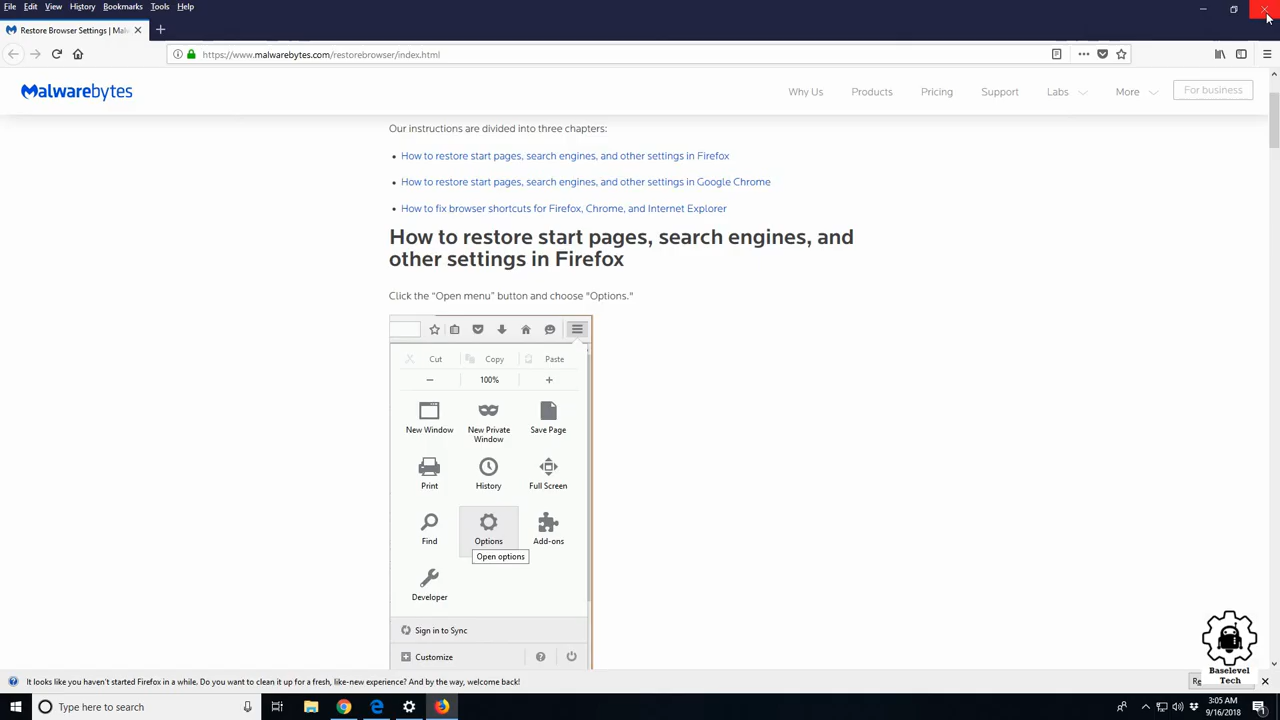 File Edit View History Bookmarks Tools Help
Restore Browser Settings | Mal
https://www.malwarebytes.com/restorebrowser/index.html
Malwarebytes
Why Us Products Pricing Support Labs More For business
Our instructions are divided into three chapters:
• How to restore start pages, search engines, and other settings in Firefox
• How to restore start pages, search engines, and other settings in Google Chrome
• How to fix browser shortcuts for Firefox, Chrome, and Internet Explorer
How to restore start pages, search engines, and
other settings in Firefox
Click the “Open menu” button and choose “Options.”
Cut Copy Paste
− 100% +
New Window New Private Window Save Page
Print History Full Screen
Find Options Add-ons
Open options
Developer
Sign in to Sync
Customize
It looks like you haven't started Firefox in a while. Do you want to clean it up for a fresh, like-new experience? And by the way, welcome back!
Baselevel
Tech
Type here to search
3:05 AM
9/16/2018